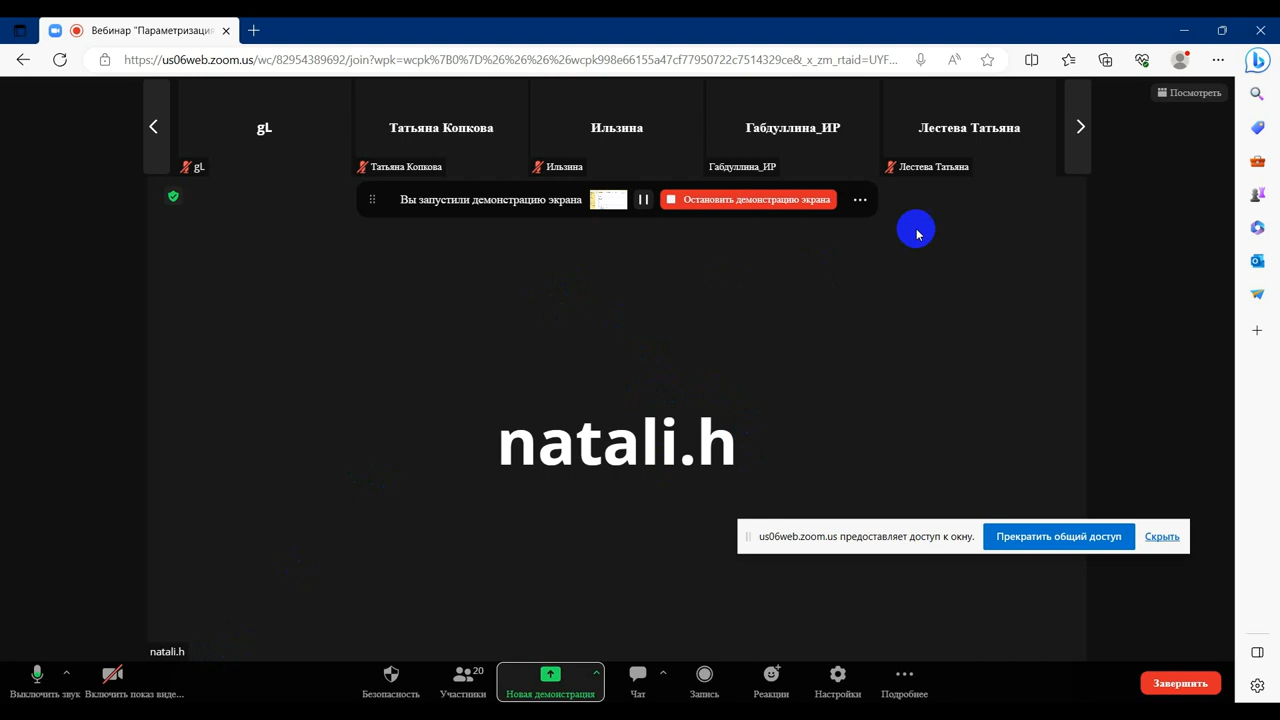 Вебинар "Параметризация
https://us06web.zoom.us/wc/82954389692/join?wpk=wcpk%7B0%7D%26%26%26%26wcpk998e66155a47cf77950722c7514329ce&_x_zm_rtaid=UYF...
Посмотреть
gL
Татьяна Копкова
Ильзина
Габдуллина_ИР
Лестева Татьяна
gL
Татьяна Копкова
Ильзина
Габдуллина_ИР
Лестева Татьяна
Вы запустили демонстрацию экрана
Остановить демонстрацию экрана
natali.h
us06web.zoom.us предоставляет доступ к окну.
Прекратить общий доступ
Скрыть
natali.h
20
Выключить звук
Включить показ виде...
Безопасность
Участники
Новая демонстрация
Чат
Запись
Реакции
Настройки
Подробнее
Завершить